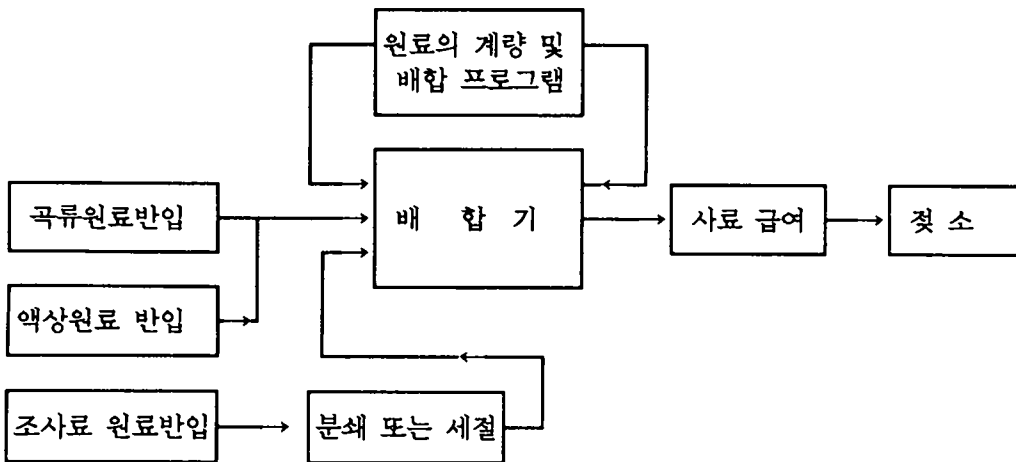 원료의 계량 및
배합 프로그램
곡류원료반입
배 합 기
사료 급여
젖 소
액상원료 반입
조사료 원료반입
분쇄 또는 세절